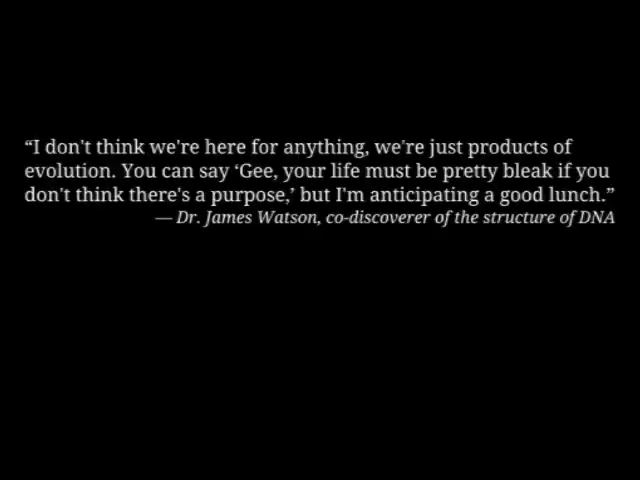 “I don't think we're here for anything, we're just products of
evolution. You can say ‘Gee, your life must be pretty bleak if you
don't think there's a purpose,’ but I'm anticipating a good lunch.”
— Dr. James Watson, co-discoverer of the structure of DNA